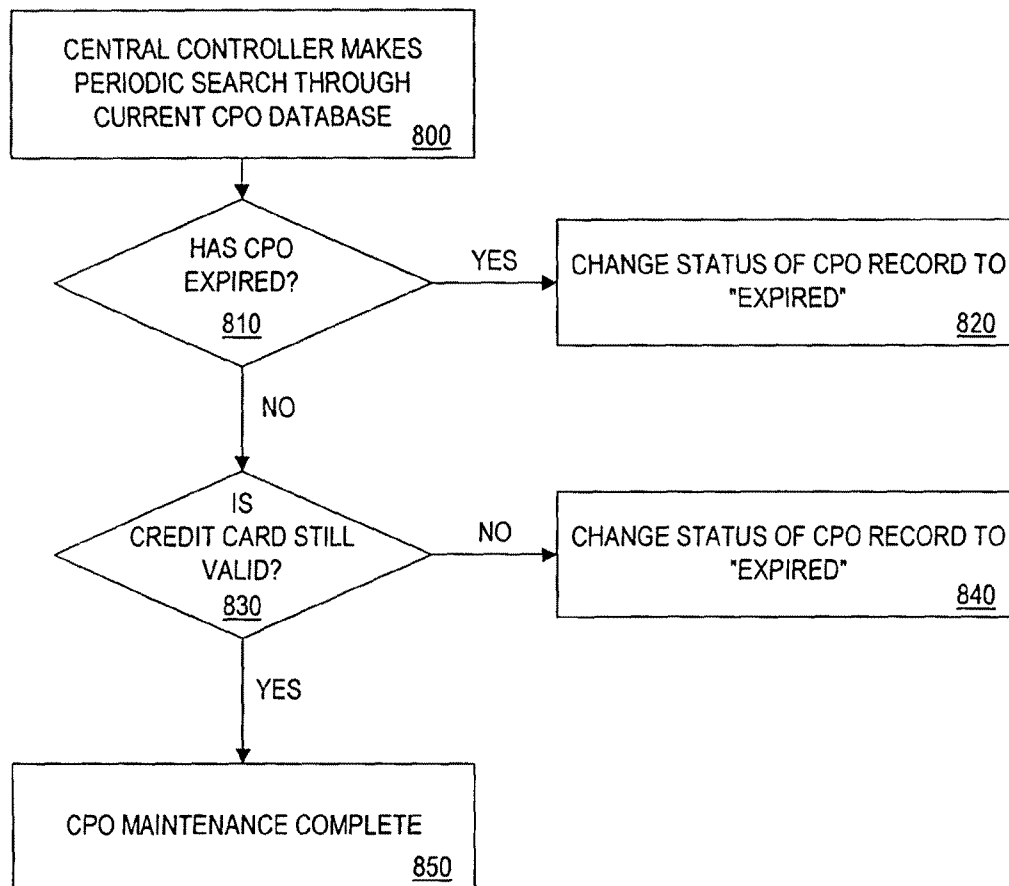 CENTRAL CONTROLLER MAKES
PERIODIC SEARCH THROUGH
CURRENT CPO DATABASE
800
HAS CPO
EXPIRED?
810
YES
CHANGE STATUS OF CPO RECORD TO
"EXPIRED"
820
NO
IS
CREDIT CARD STILL
VALID?
830
NO
CHANGE STATUS OF CPO RECORD TO
"EXPIRED"
840
YES
CPO MAINTENANCE COMPLETE
850